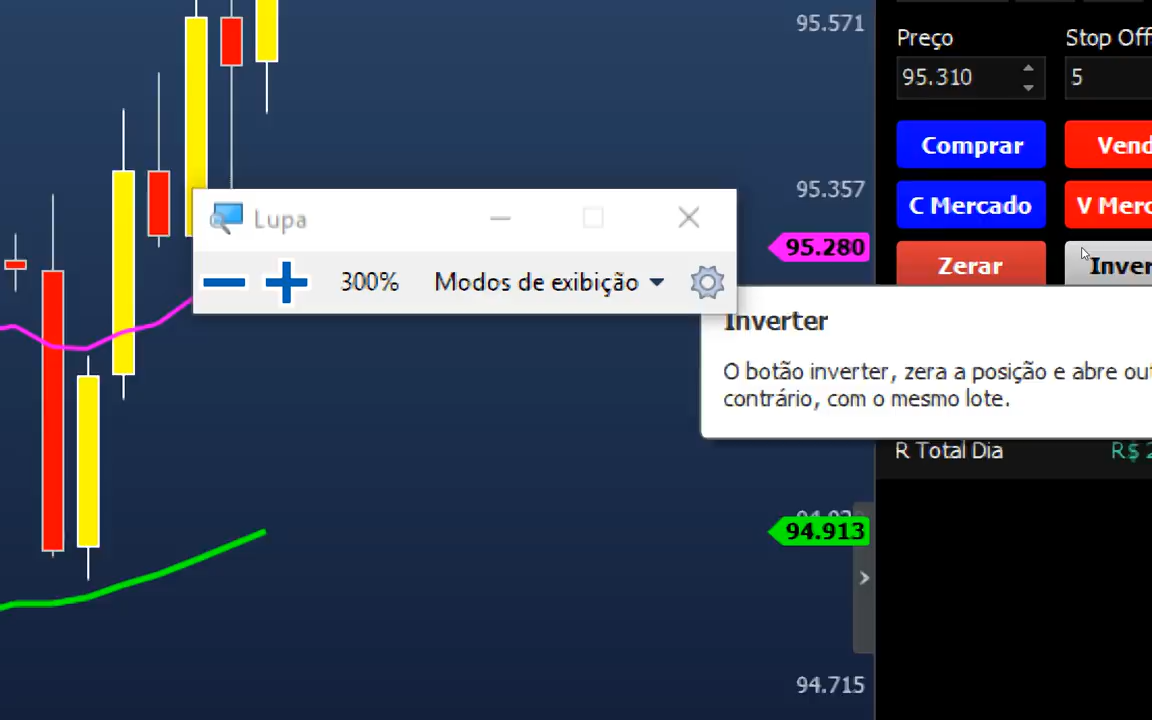 95.571
Preço
Stop Off
95.310
5
Comprar
Vend
95.357
Lupa
C Mercado
V Merc
95.280
Zerar
Inver
300%
Modos de exibição
Inverter
O botão inverter, zera a posição e abre out
contrário, com o mesmo lote.
R Total Dia
R$ 2
94.913
94.715